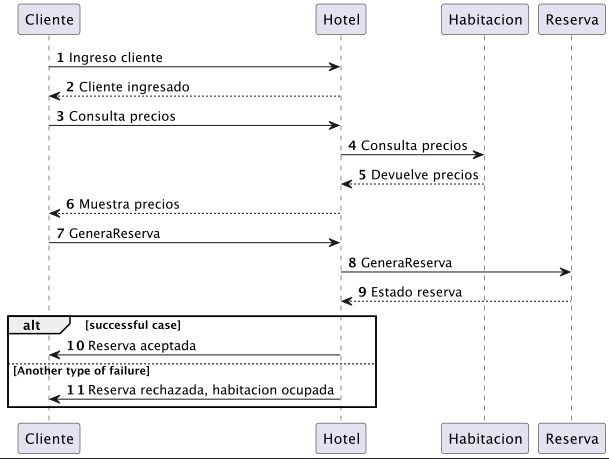 Cliente Hotel Habitacion Reserva
1 Ingreso cliente
2 Cliente ingresado
3 Consulta precios
4 Consulta precios
5 Devuelve precios
6 Muestra precios
7 GeneraReserva
8 GeneraReserva
9 Estado reserva
alt [successful case]
10 Reserva aceptada
[Another type of failure]
11 Reserva rechazada, habitacion ocupada
Cliente Hotel Habitacion Reserva